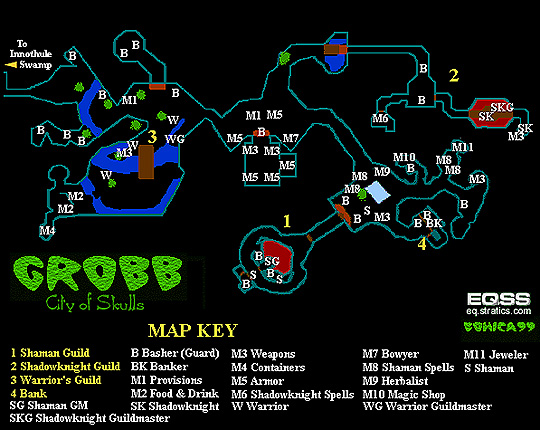 To
Innothule
Swamp
B
B
B
B
2
M1
W
M1 M5
B
SKG
B
3
W
WG
M5
B
M7
M6
SK
SK
M3
B
B
W
M3
M3
M3
M5
M10
M11
M8
M8
M3
W
M5
M5
M8
M9
B
M2
M2
M8
B
S
B
B
M4
1
B
M3
B
B BK
4
B
SG
S
B
B
S
GROBB
City of Skulls
EQSS
eq.stratics.com
MAP KEY
1 Shaman Guild
2 Shadowknight Guild
3 Warrior's Guild
4 Bank
SG Shaman GM
SKG Shadowknight Guildmaster
B Basher (Guard)
BK Banker
M1 Provisions
M2 Food & Drink
SK Shadowknight
M3 Weapons
M4 Containers
M5 Armor
M6 Shadowknight Spells
W Warrior
M7 Bowyer
M8 Shaman Spells
M9 Herbalist
M10 Magic Shop
WG Warrior Guildmaster
M11 Jeweler
S Shaman